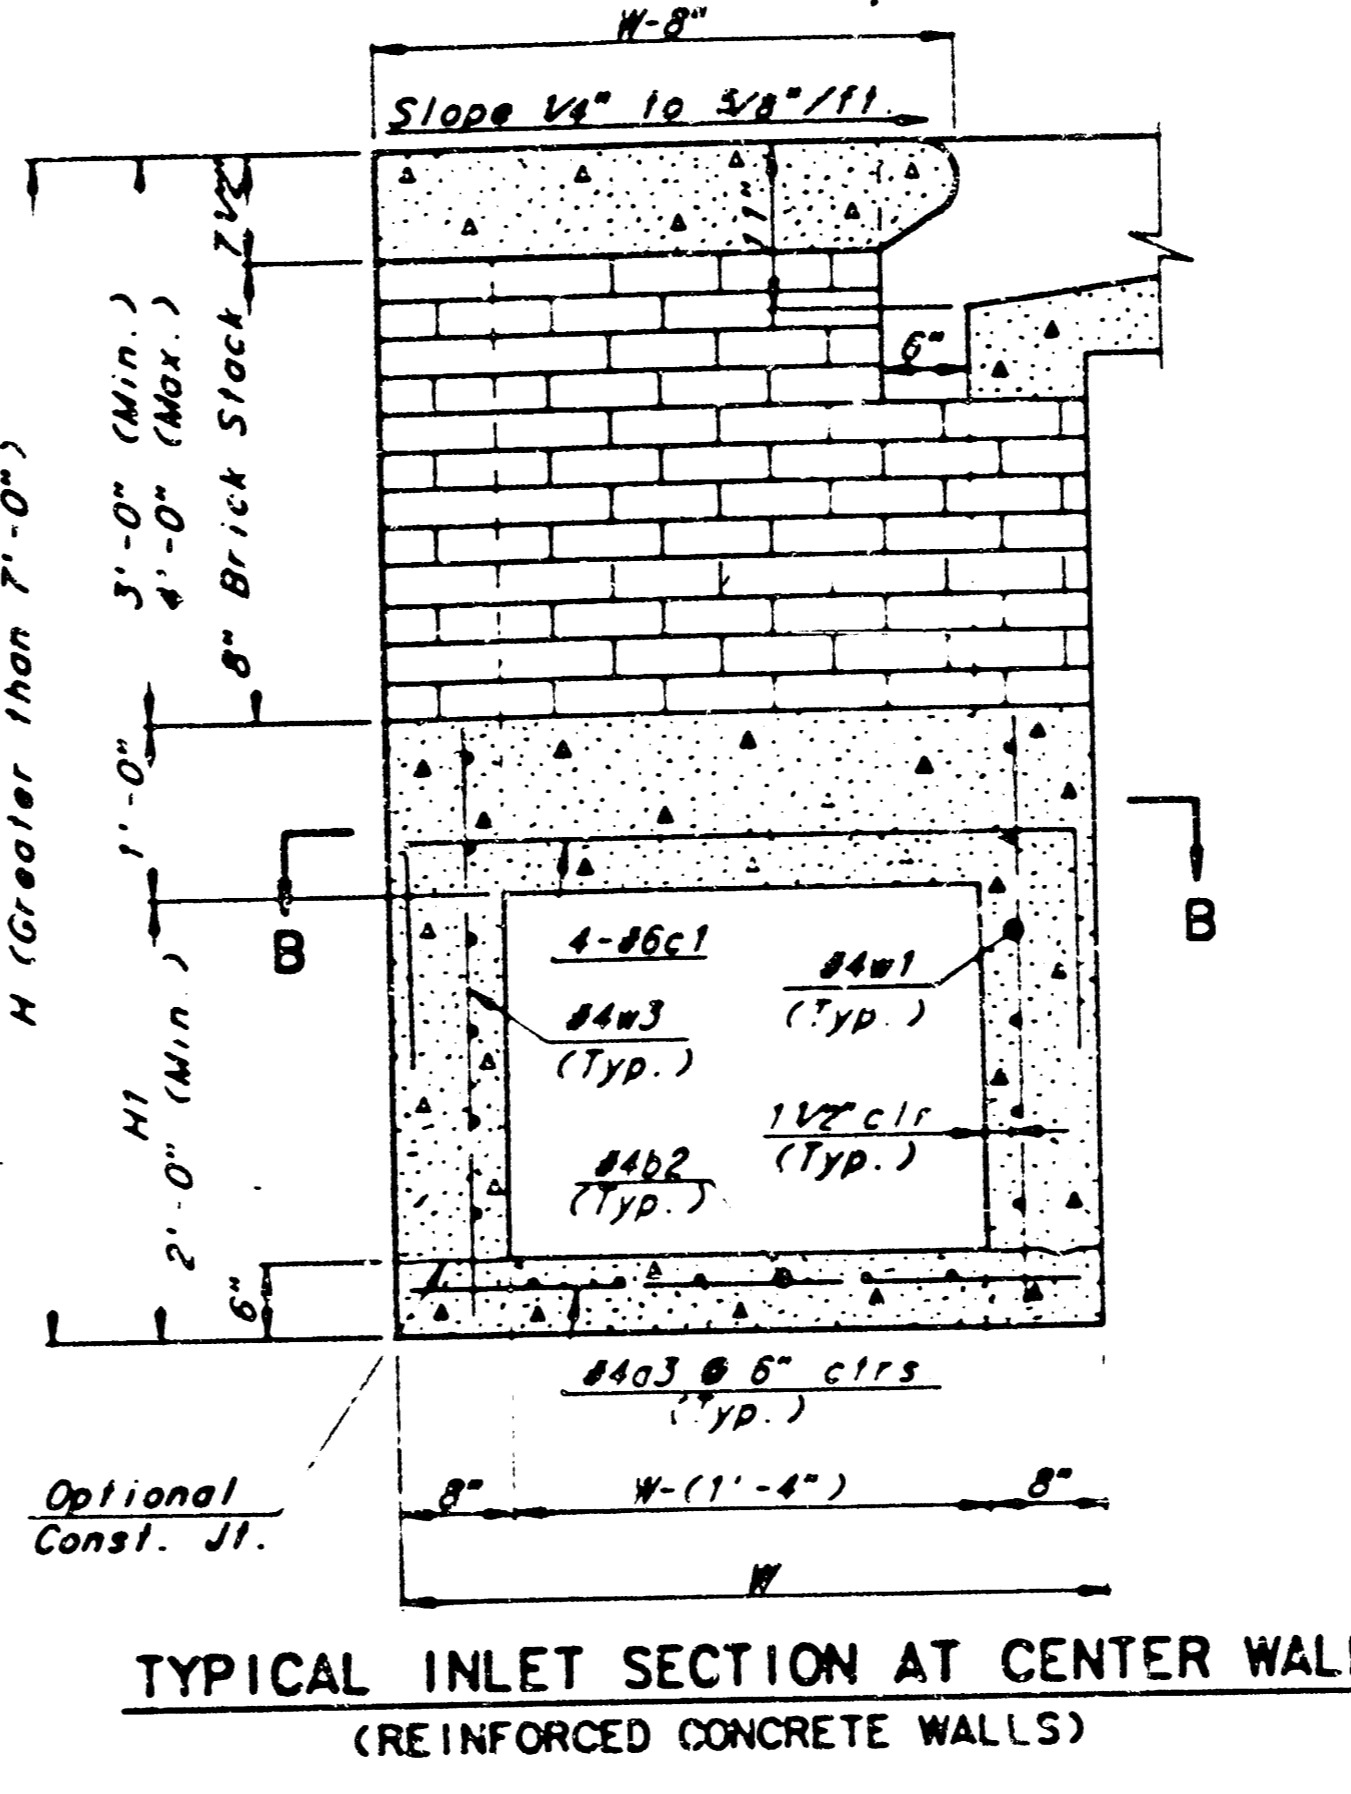 W-8"
Slope 1/4" to 3/8"/ft.
7 1/2"
11"
6"
8" Brick Stack
3'-0" (Min.)
4'-0" (Max.)
H (Greater than 7'-0")
1'-0"
B
B
4-#6c1
#4w1
(Typ.)
#4w3
(Typ.)
H1
2'-0" (Min.)
1 1/2" clr
(Typ.)
#4b2
(Typ.)
6"
#4a3 @ 6" ctrs
(Typ.)
Optional
Const. Jt.
8"
W-(1'-4")
8"
W
TYPICAL INLET SECTION AT CENTER WALL
(REINFORCED CONCRETE WALLS)